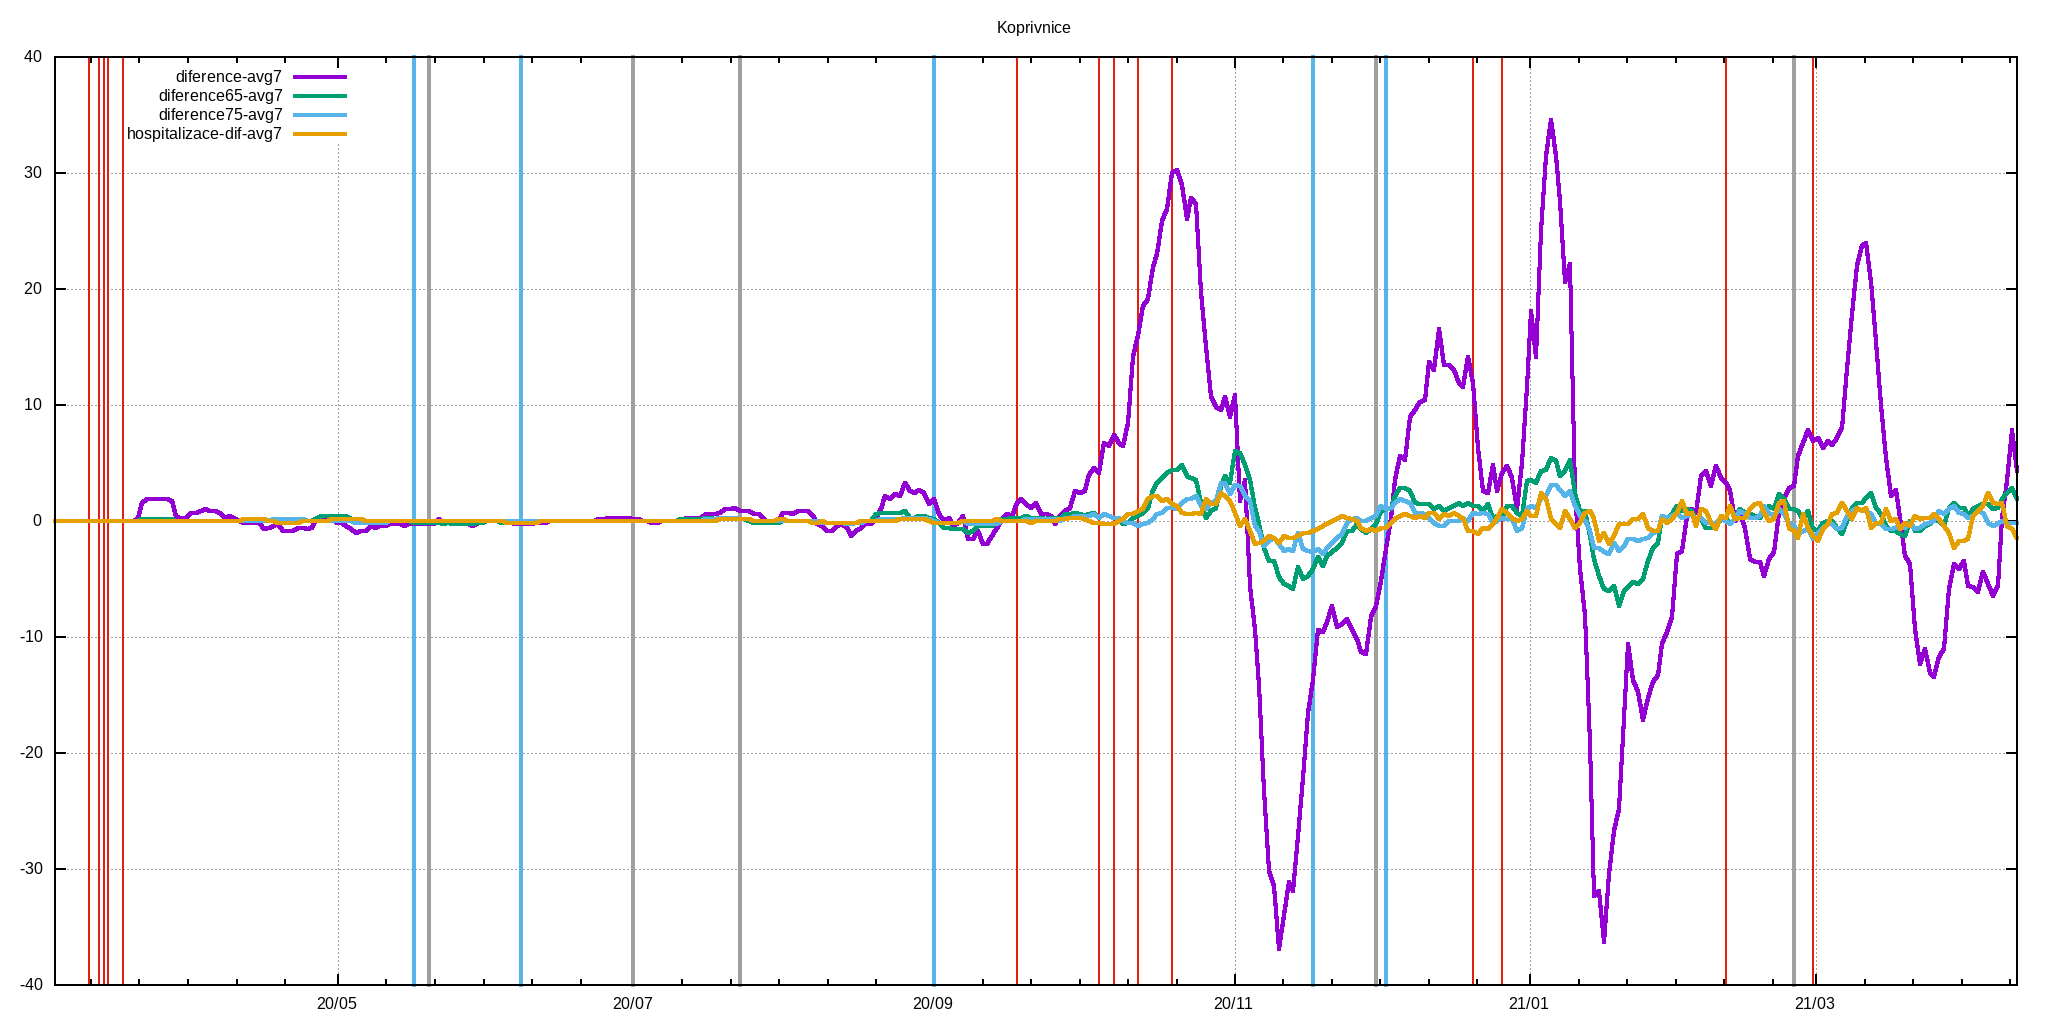 Koprivnice
diference-avg7
diference65-avg7
diference75-avg7
hospitalizace-dif-avg7
40
30
20
10
0
-10
-20
-30
-40
20/05 20/07 20/09 20/11 21/01 21/03